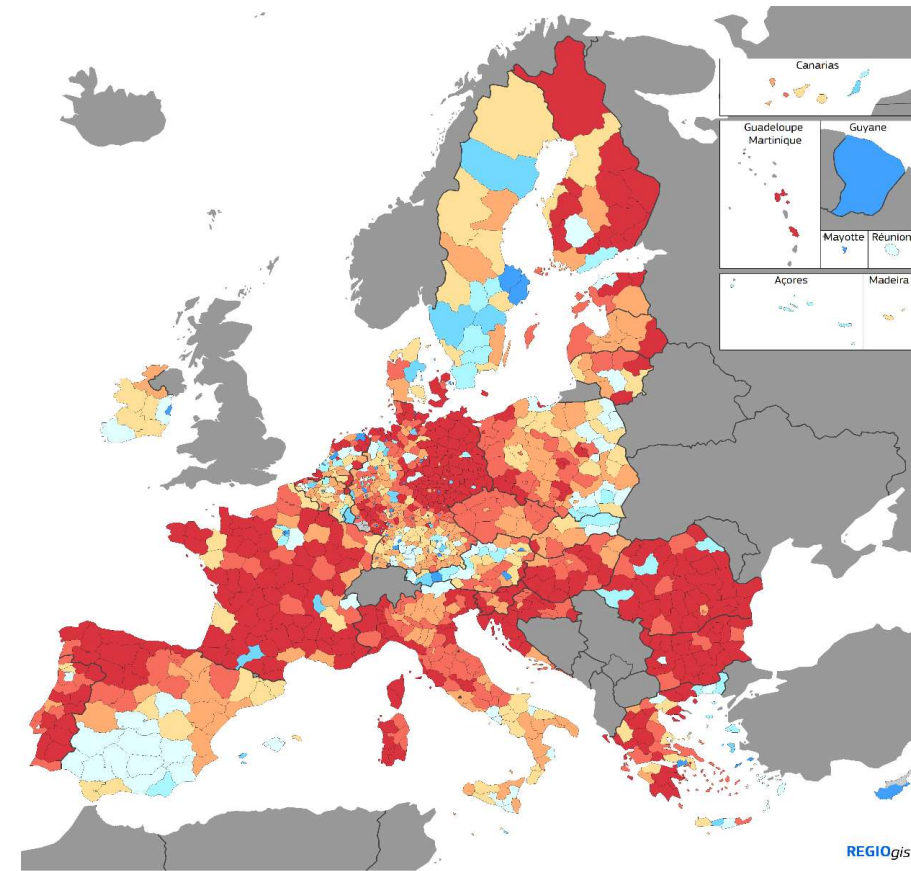 Canarias
Guadeloupe
Martinique
Guyane
Mayotte
Réunion
Açores
Madeira
REGIOgis